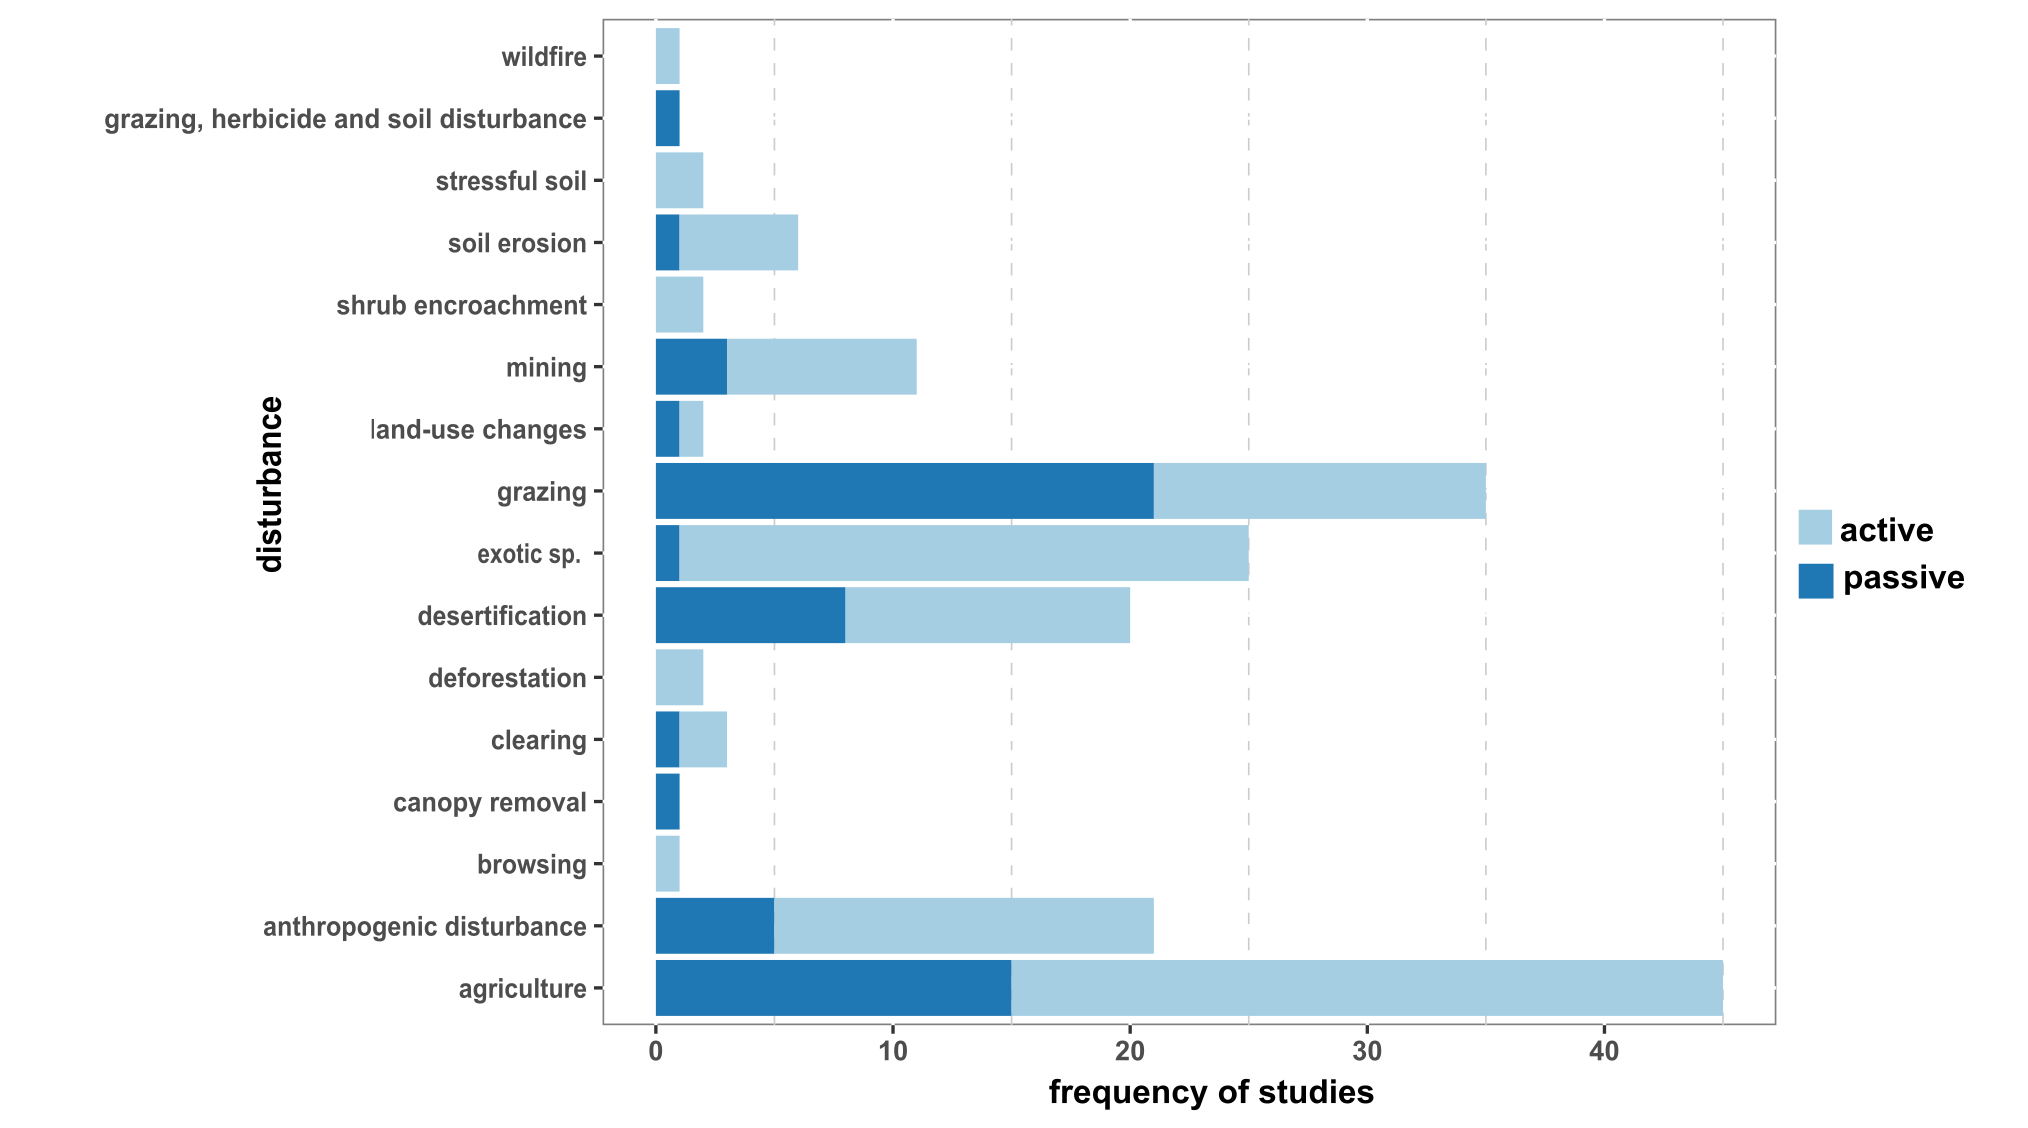 wildfire
grazing, herbicide and soil disturbance
stressful soil
soil erosion
shrub encroachment
mining
land-use changes
grazing
exotic sp.
desertification
deforestation
clearing
canopy removal
browsing
anthropogenic disturbance
agriculture
disturbance
0 10 20 30 40
frequency of studies
active
passive